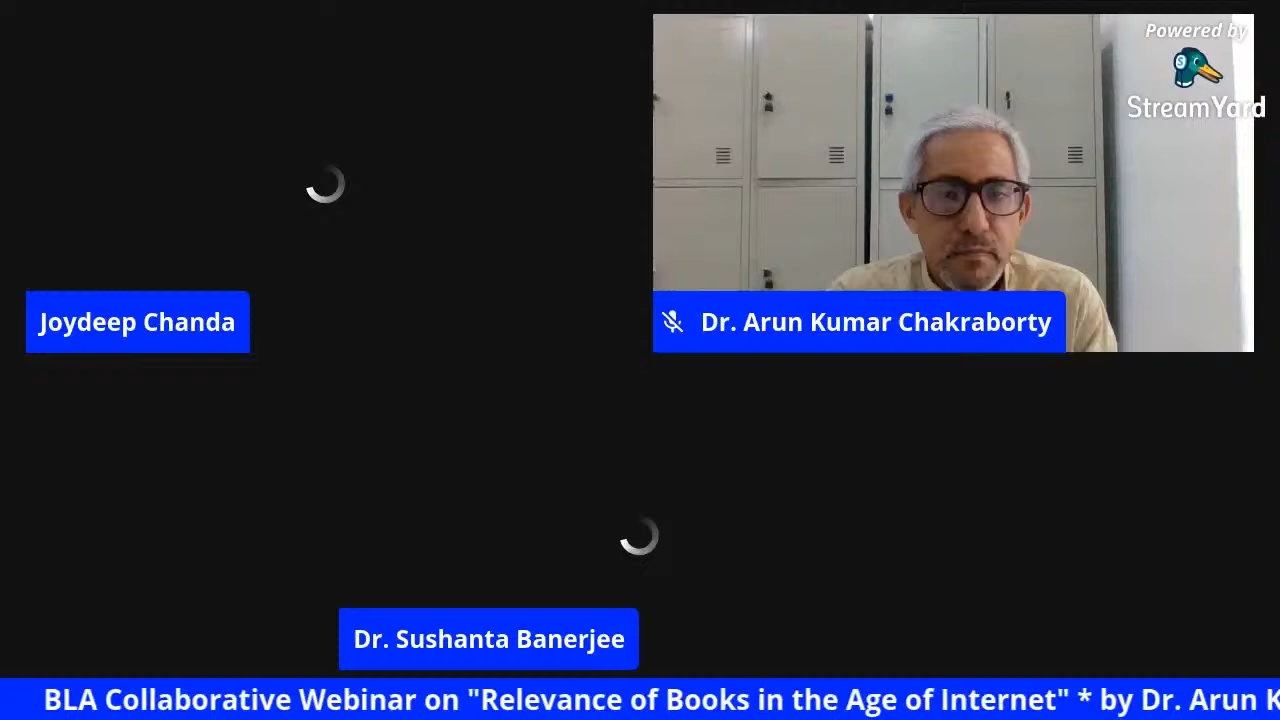 Powered by
StreamYard
Joydeep Chanda
Dr. Arun Kumar Chakraborty
Dr. Sushanta Banerjee
BLA Collaborative Webinar on "Relevance of Books in the Age of Internet" * by Dr. Arun K